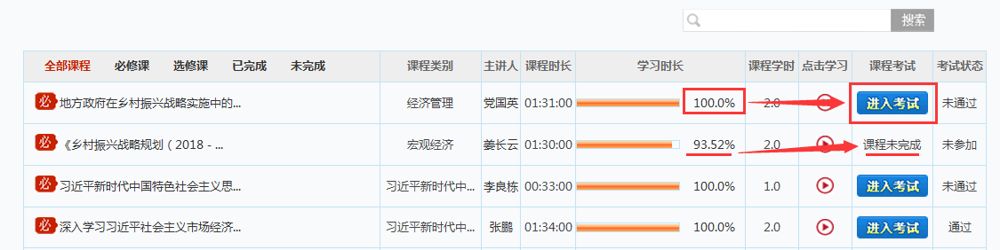 搜索
全部课程 必修课 选修课 已完成 未完成 课程类别 主讲人 课程时长 学习时长 课程学时 点击学习 课程考试 考试状态
必 地方政府在乡村振兴战略实施中的... 经济管理 党国英 01:31:00 100.0% 2.0 进入考试 未通过
必 《乡村振兴战略规划（2018 - ... 宏观经济 姜长云 01:30:00 93.52% 2.0 课程未完成 未参加
必 习近平新时代中国特色社会主义思... 习近平新时代中... 李良栋 00:33:00 100.0% 1.0 进入考试 未通过
必 深入学习习近平社会主义市场经济... 习近平新时代中... 张鹏 01:34:00 100.0% 2.0 进入考试 通过